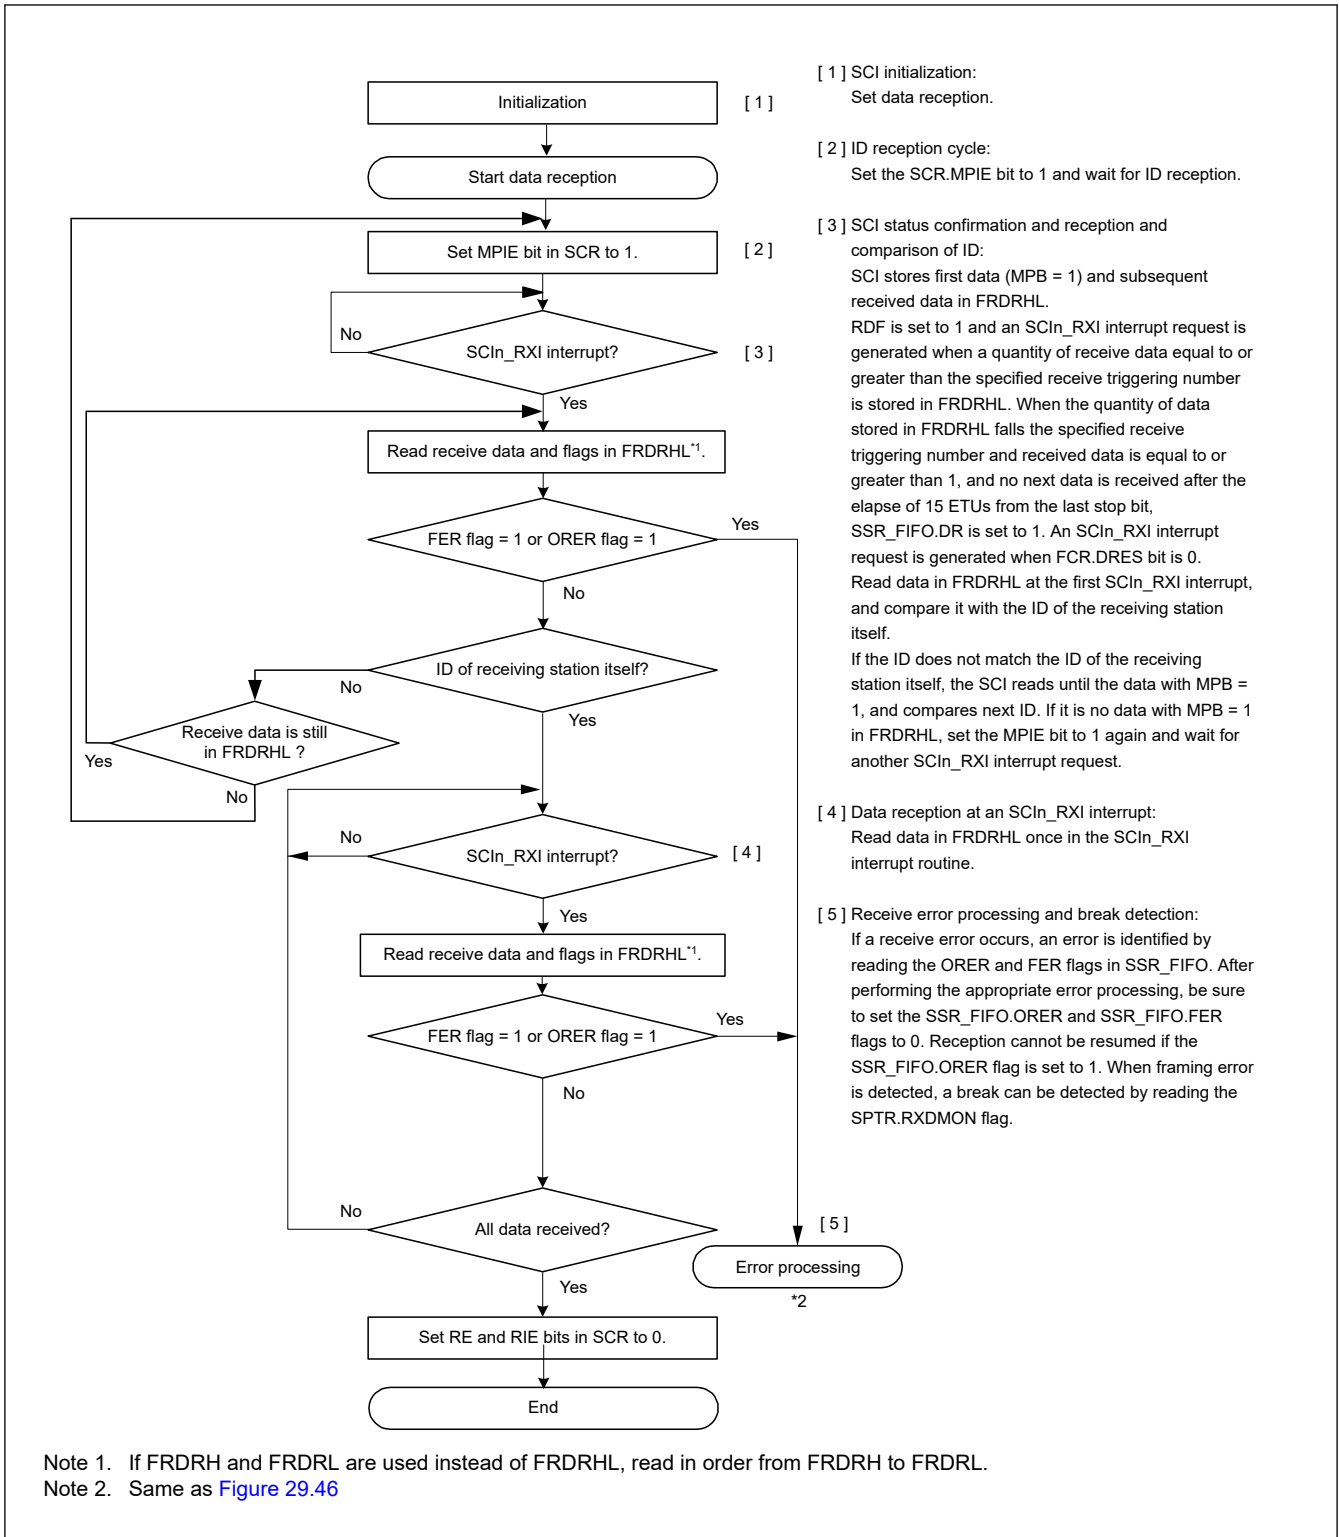 Initialization
[ 1 ]
Start data reception
Set MPIE bit in SCR to 1.
[ 2 ]
No
SCIn_RXI interrupt?
[ 3 ]
Yes
Read receive data and flags in FRDRHL*1.
FER flag = 1 or ORER flag = 1
Yes
No
ID of receiving station itself?
No
Yes
Receive data is still
in FRDRHL ?
Yes
No
No
SCIn_RXI interrupt?
[ 4 ]
Yes
Read receive data and flags in FRDRHL*1.
FER flag = 1 or ORER flag = 1
Yes
No
No
All data received?
Yes
[ 5 ]
Error processing
*2
Set RE and RIE bits in SCR to 0.
End
[ 1 ] SCI initialization:
Set data reception.
[ 2 ] ID reception cycle:
Set the SCR.MPIE bit to 1 and wait for ID reception.
[ 3 ] SCI status confirmation and reception and
comparison of ID:
SCI stores first data (MPB = 1) and subsequent
received data in FRDRHL.
RDF is set to 1 and an SCIn_RXI interrupt request is
generated when a quantity of receive data equal to or
greater than the specified receive triggering number
is stored in FRDRHL. When the quantity of data
stored in FRDRHL falls the specified receive
triggering number and received data is equal to or
greater than 1, and no next data is received after the
elapse of 15 ETUs from the last stop bit,
SSR_FIFO.DR is set to 1. An SCIn_RXI interrupt
request is generated when FCR.DRES bit is 0.
Read data in FRDRHL at the first SCIn_RXI interrupt,
and compare it with the ID of the receiving station
itself.
If the ID does not match the ID of the receiving
station itself, the SCI reads until the data with MPB =
1, and compares next ID. If it is no data with MPB = 1
in FRDRHL, set the MPIE bit to 1 again and wait for
another SCIn_RXI interrupt request.
[ 4 ] Data reception at an SCIn_RXI interrupt:
Read data in FRDRHL once in the SCIn_RXI
interrupt routine.
[ 5 ] Receive error processing and break detection:
If a receive error occurs, an error is identified by
reading the ORER and FER flags in SSR_FIFO. After
performing the appropriate error processing, be sure
to set the SSR_FIFO.ORER and SSR_FIFO.FER
flags to 0. Reception cannot be resumed if the
SSR_FIFO.ORER flag is set to 1. When framing error
is detected, a break can be detected by reading the
SPTR.RXDMON flag.
Note 1. If FRDRH and FRDRL are used instead of FRDRHL, read in order from FRDRH to FRDRL.
Note 2. Same as Figure 29.46